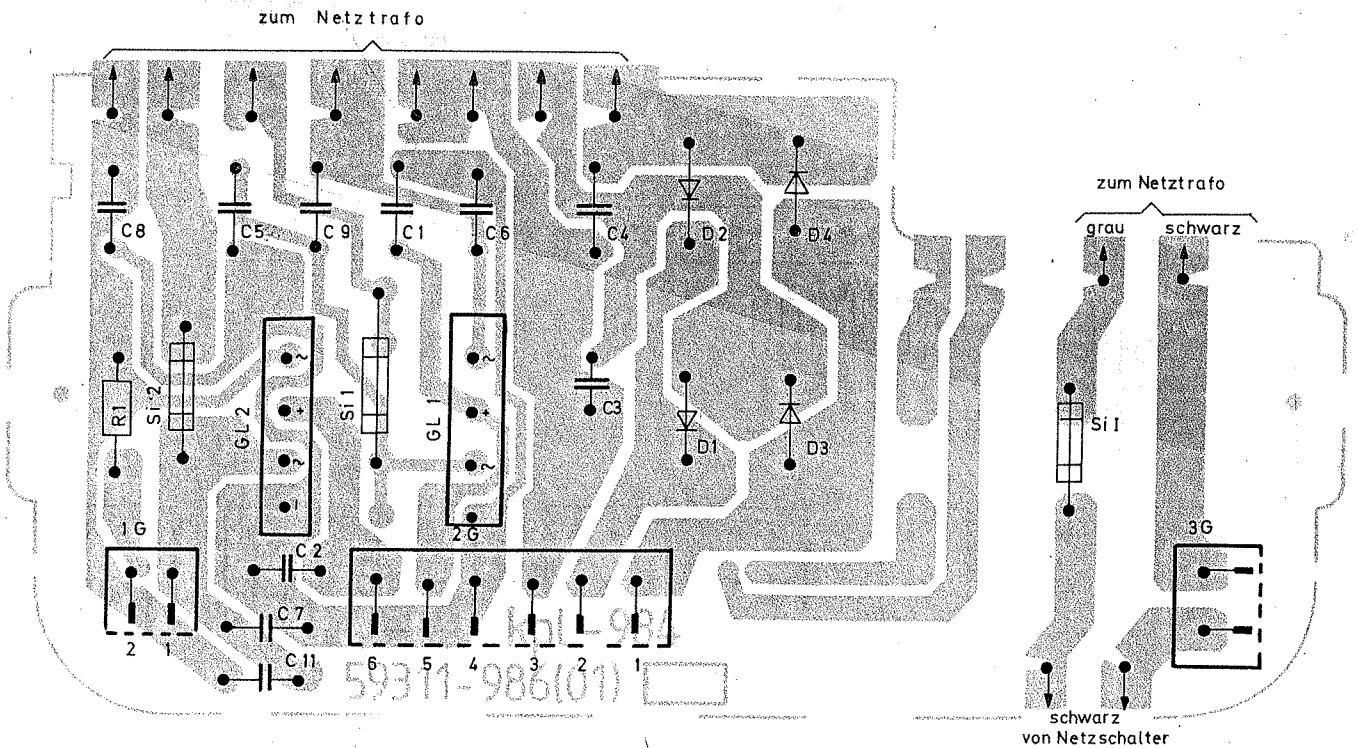 zum Netztrafo
C8 C5 C9 C1 C6 C4 D2 D4
zum Netztrafo
grau schwarz
R1 Si 2 GL 2 ~ + ~ − Si 1 GL 1 ~ + ~ C3 D1 D3 Si I
1G C2 2G 3G
C7
2 1 6 5 4 3 2 1
C11
59311-986(01)
schwarz
von Netzschalter